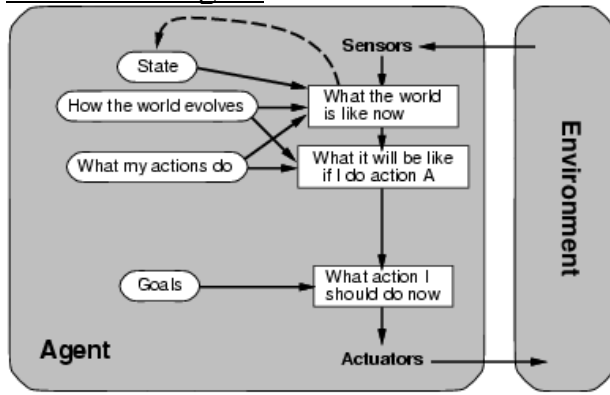 Sensors
State
How the world evolves
What the world
is like now
What my actions do
What it will be like
if I do action A
Goals
What action I
should do now
Agent
Actuators
Environment